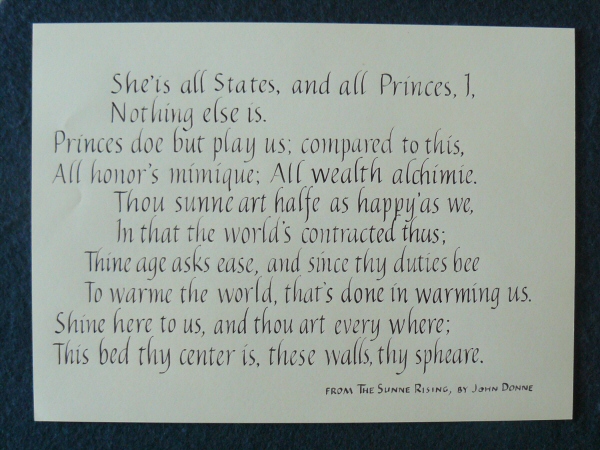 She'is all States, and all Princes, I,
Nothing else is.
Princes doe but play us; compared to this,
All honor's mimique; All wealth alchimie.
Thou sunne art halfe as happy'as we,
In that the world's contracted thus;
Thine age asks ease, and since thy duties bee
To warme the world, that's done in warming us.
Shine here to us, and thou art every where;
This bed thy center is, these walls, thy spheare.
FROM THE SUNNE RISING, BY JOHN DONNE